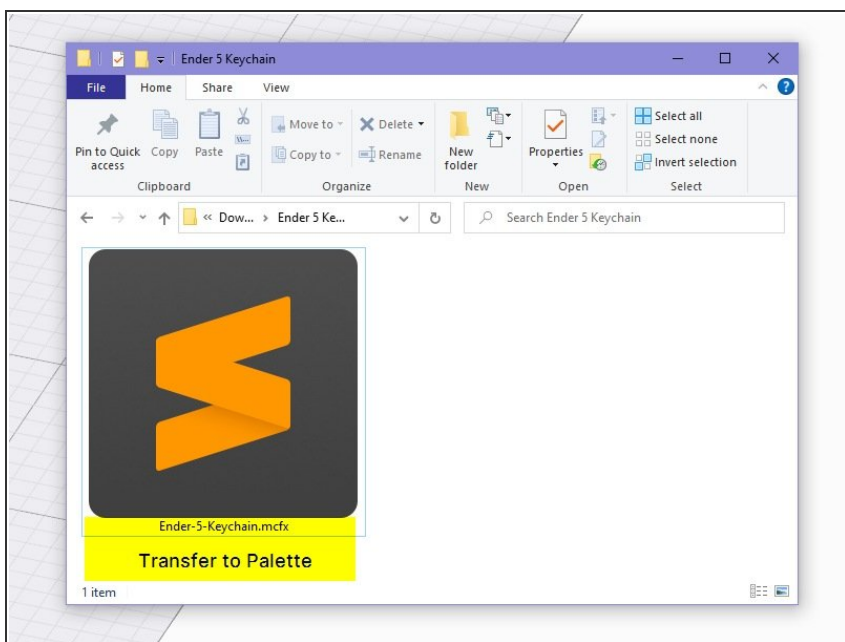 Ender 5 Keychain
File Home Share View
Pin to Quick access
Copy
Paste
Move to
Copy to
Delete
Rename
New folder
Properties
Select all
Select none
Invert selection
Clipboard Organize New Open Select
« Dow... > Ender 5 Ke...
Search Ender 5 Keychain
Ender-5-Keychain.mcfx
Transfer to Palette
1 item